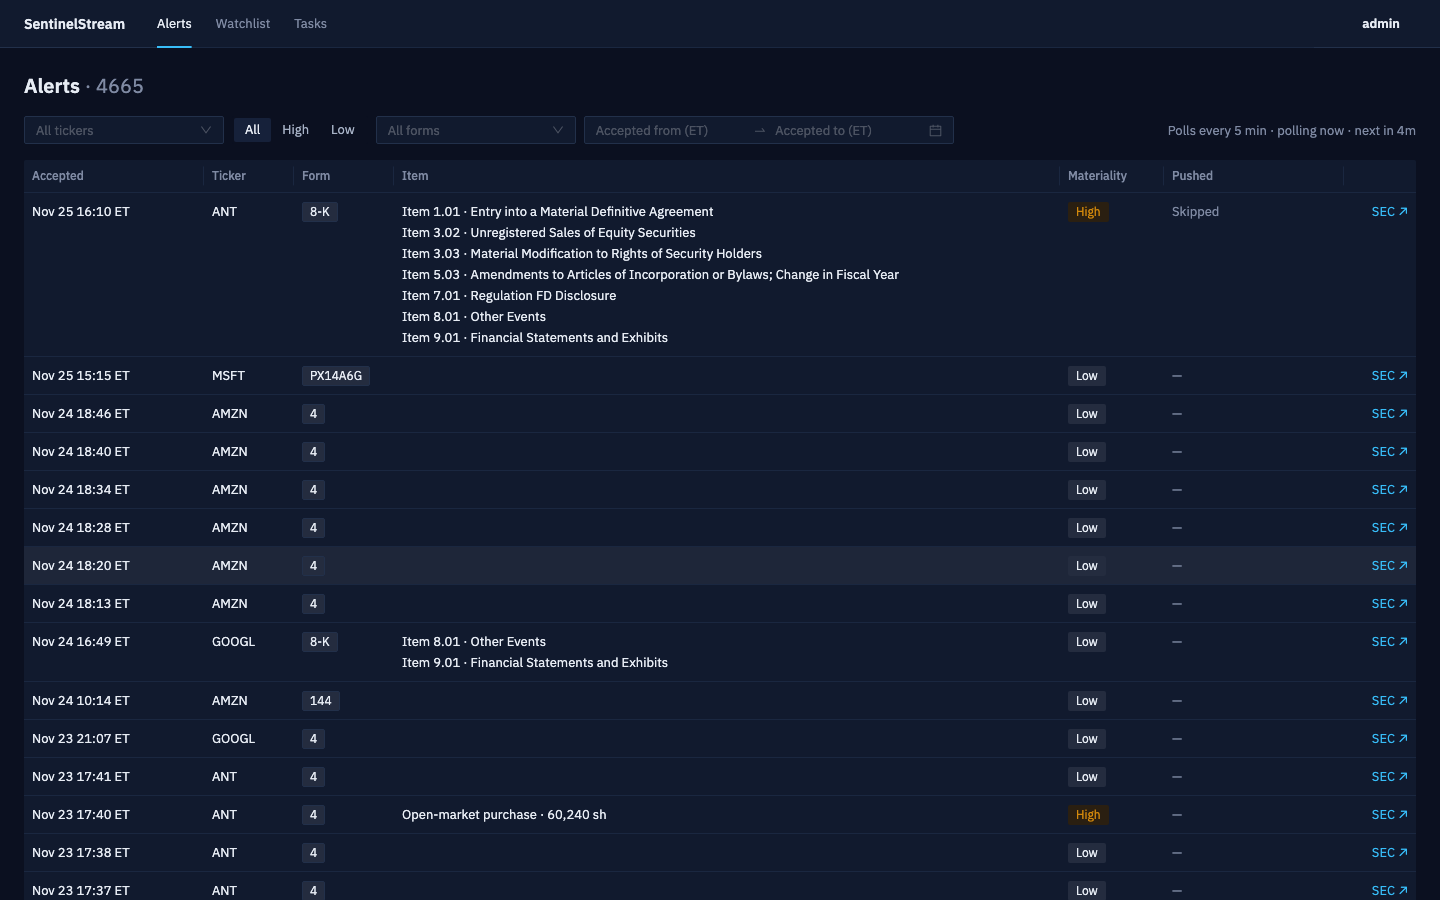 SentinelStream Alerts Watchlist Tasks admin
Alerts · 4665
All tickers All High Low All forms Accepted from (ET) → Accepted to (ET) Polls every 5 min · polling now · next in 4m
Accepted Ticker Form Item Materiality Pushed
Nov 25 16:10 ET ANT 8-K Item 1.01 · Entry into a Material Definitive Agreement High Skipped SEC ↗
Item 3.02 · Unregistered Sales of Equity Securities
Item 3.03 · Material Modification to Rights of Security Holders
Item 5.03 · Amendments to Articles of Incorporation or Bylaws; Change in Fiscal Year
Item 7.01 · Regulation FD Disclosure
Item 8.01 · Other Events
Item 9.01 · Financial Statements and Exhibits
Nov 25 15:15 ET MSFT PX14A6G Low — SEC ↗
Nov 24 18:46 ET AMZN 4 Low — SEC ↗
Nov 24 18:40 ET AMZN 4 Low — SEC ↗
Nov 24 18:34 ET AMZN 4 Low — SEC ↗
Nov 24 18:28 ET AMZN 4 Low — SEC ↗
Nov 24 18:20 ET AMZN 4 Low — SEC ↗
Nov 24 18:13 ET AMZN 4 Low — SEC ↗
Nov 24 16:49 ET GOOGL 8-K Item 8.01 · Other Events Low — SEC ↗
Item 9.01 · Financial Statements and Exhibits
Nov 24 10:14 ET AMZN 144 Low — SEC ↗
Nov 23 21:07 ET GOOGL 4 Low — SEC ↗
Nov 23 17:41 ET ANT 4 Low — SEC ↗
Nov 23 17:40 ET ANT 4 Open-market purchase · 60,240 sh High — SEC ↗
Nov 23 17:38 ET ANT 4 Low — SEC ↗
Nov 23 17:37 ET ANT 4 Low — SEC ↗